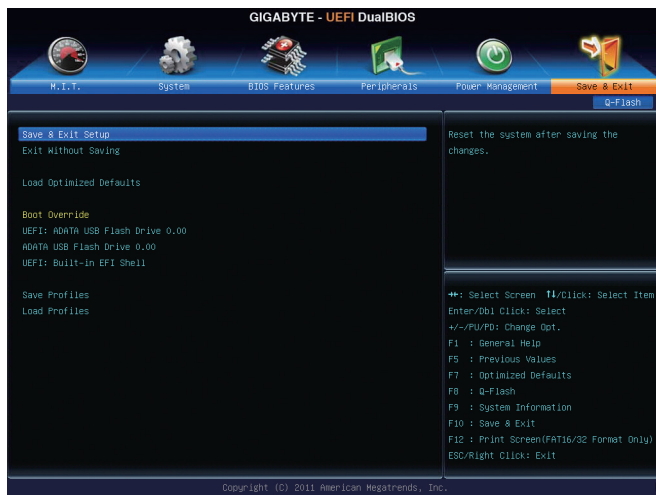 GIGABYTE - UEFI DualBIOS
M.I.T.
System
BIOS Features
Peripherals
Power Management
Save & Exit
Q-Flash
Save & Exit Setup
Exit Without Saving
Load Optimized Defaults
Boot Override
UEFI: ADATA USB Flash Drive 0.00
ADATA USB Flash Drive 0.00
UEFI: Built-in EFI Shell
Save Profiles
Load Profiles
Reset the system after saving the
changes.
→←: Select Screen ↑↓/Click: Select Item
Enter/Dbl Click: Select
+/-/PU/PD: Change Opt.
F1 : General Help
F5 : Previous Values
F7 : Optimized Defaults
F8 : Q-Flash
F9 : System Information
F10 : Save & Exit
F12 : Print Screen(FAT16/32 Format Only)
ESC/Right Click: Exit
Copyright (C) 2011 American Megatrends, Inc.